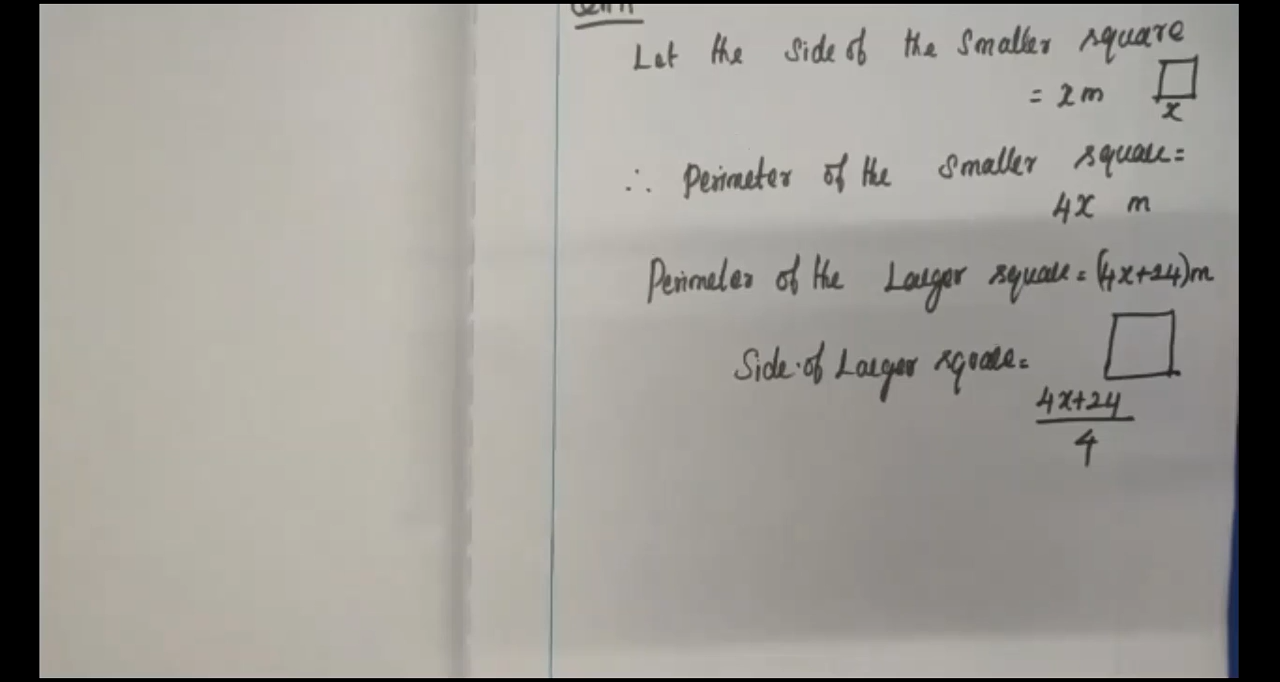 Let the side of the smaller square
= x m
x
∴ Perimeter of the smaller square =
4x m
Perimeter of the Larger square = (4x+24)m
Side of Larger square =
4x+24
4